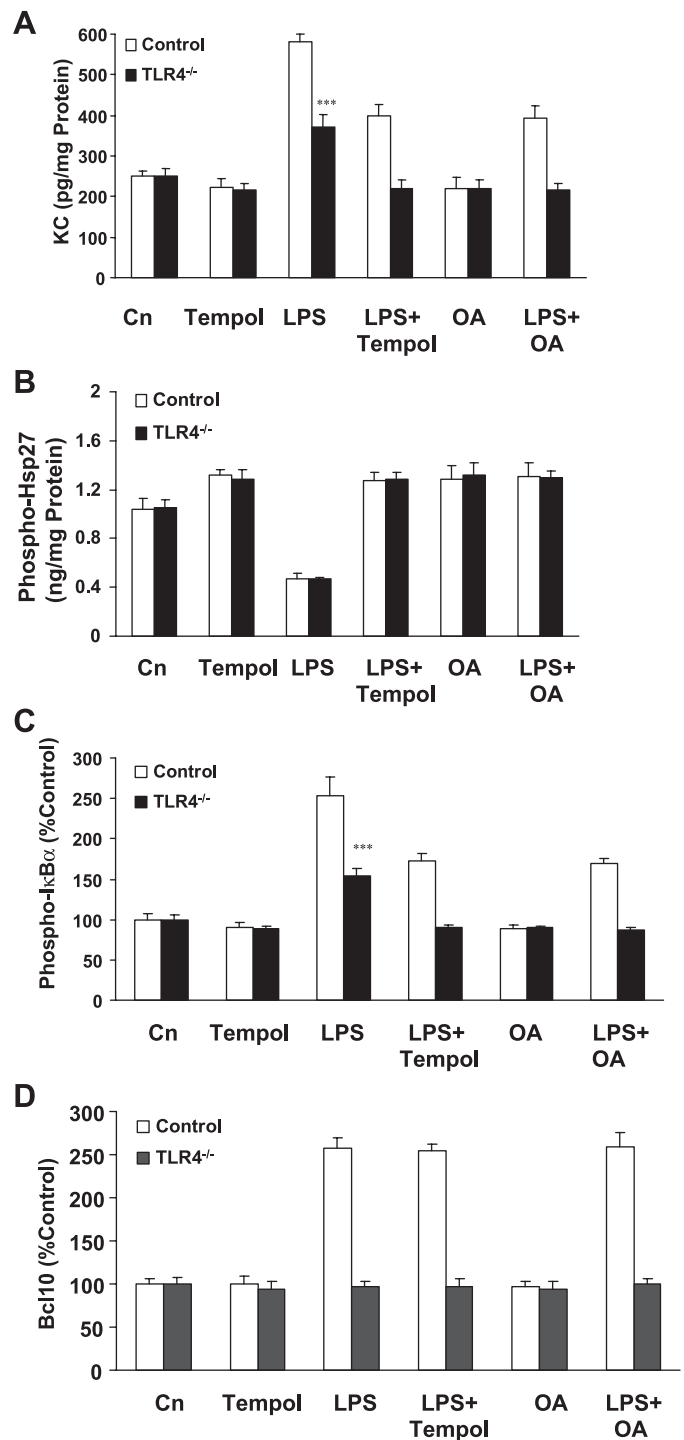 A
KC (pg/mg Protein)
600
500
400
300
200
100
0
Control
TLR4-/-
***
Cn Tempol LPS LPS+ OA LPS+
Tempol OA
B
Phospho-Hsp27
(ng/mg Protein)
2
1.6
1.2
0.8
0.4
0
Control
TLR4-/-
Cn Tempol LPS LPS+ OA LPS+
Tempol OA
C
Phospho-IκBα (%Control)
300
250
200
150
100
50
0
Control
TLR4-/-
***
Cn Tempol LPS LPS+ OA LPS+
Tempol OA
D
Bcl10 (%Control)
300
250
200
150
100
50
0
Control
TLR4-/-
Cn Tempol LPS LPS+ OA LPS+
Tempol OA